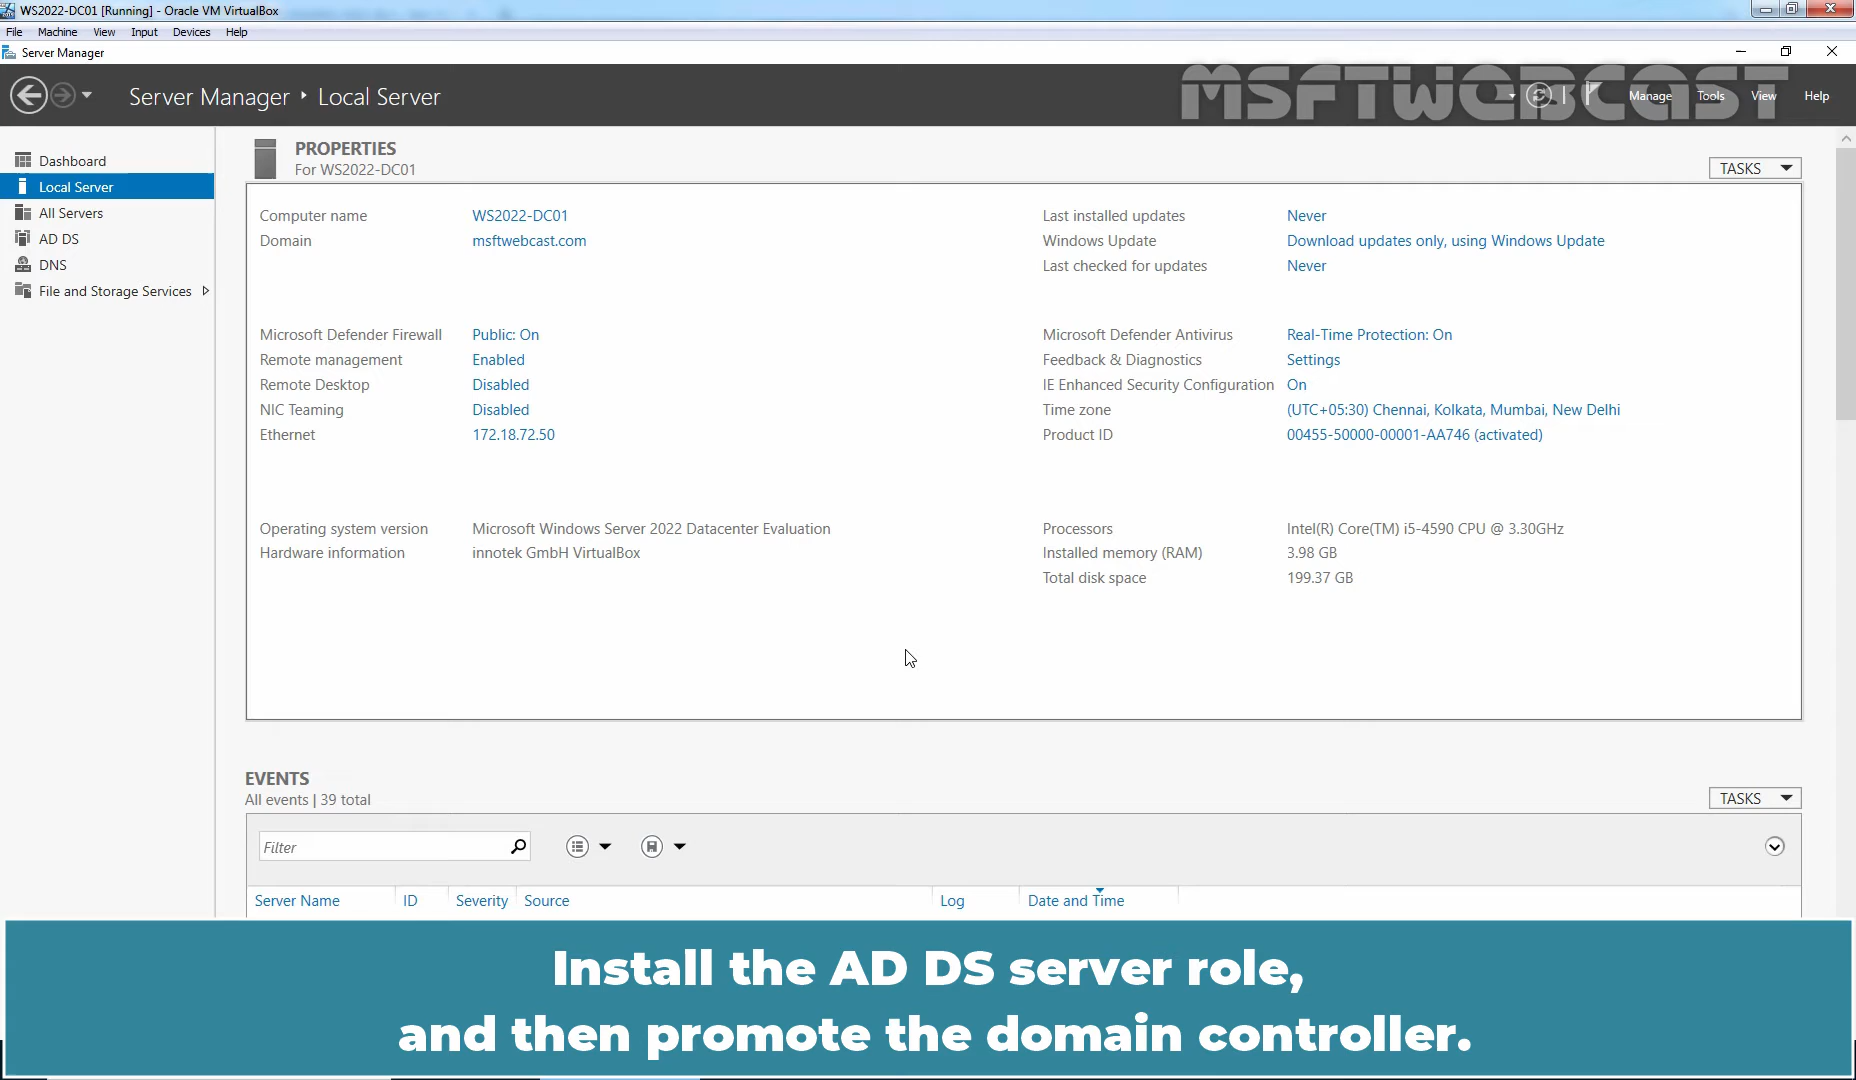 WS2022-DC01 [Running] - Oracle VM VirtualBox
File Machine View Input Devices Help
Server Manager
Server Manager ‣ Local Server
MSFTWEBCAST
Manage Tools View Help
Dashboard
Local Server
All Servers
AD DS
DNS
File and Storage Services
PROPERTIES
For WS2022-DC01
TASKS
Computer name WS2022-DC01
Domain msftwebcast.com
Last installed updates Never
Windows Update Download updates only, using Windows Update
Last checked for updates Never
Microsoft Defender Firewall Public: On
Remote management Enabled
Remote Desktop Disabled
NIC Teaming Disabled
Ethernet 172.18.72.50
Microsoft Defender Antivirus Real-Time Protection: On
Feedback & Diagnostics Settings
IE Enhanced Security Configuration On
Time zone (UTC+05:30) Chennai, Kolkata, Mumbai, New Delhi
Product ID 00455-50000-00001-AA746 (activated)
Operating system version Microsoft Windows Server 2022 Datacenter Evaluation
Hardware information innotek GmbH VirtualBox
Processors Intel(R) Core(TM) i5-4590 CPU @ 3.30GHz
Installed memory (RAM) 3.98 GB
Total disk space 199.37 GB
EVENTS
All events | 39 total
TASKS
Filter
Server Name ID Severity Source Log Date and Time
Install the AD DS server role,
and then promote the domain controller.